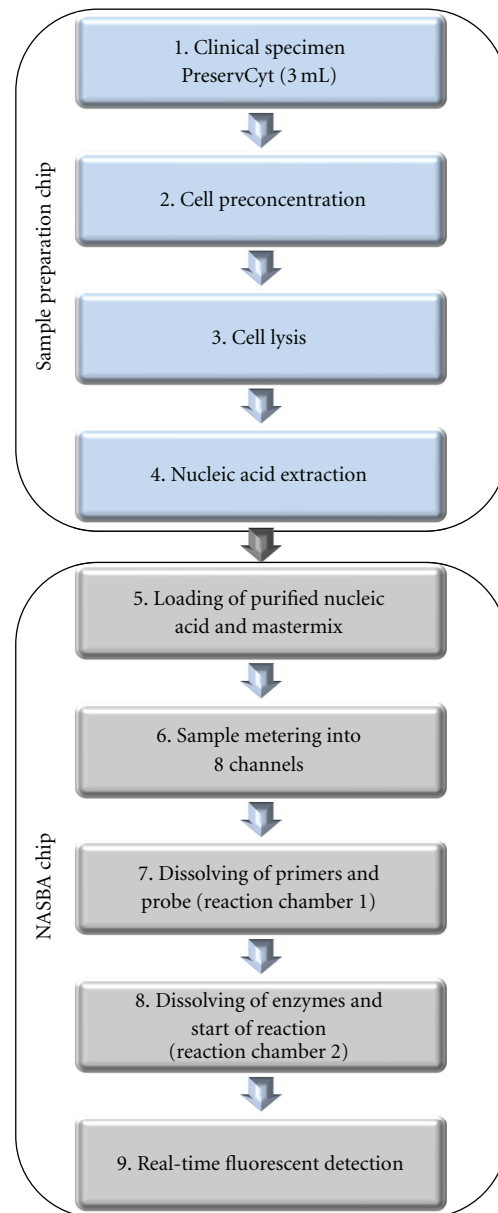 Sample preparation chip
1. Clinical specimen
PreservCyt (3 mL)
2. Cell preconcentration
3. Cell lysis
4. Nucleic acid extraction
NASBA chip
5. Loading of purified nucleic
acid and mastermix
6. Sample metering into
8 channels
7. Dissolving of primers and
probe (reaction chamber 1)
8. Dissolving of enzymes and
start of reaction
(reaction chamber 2)
9. Real-time fluorescent detection